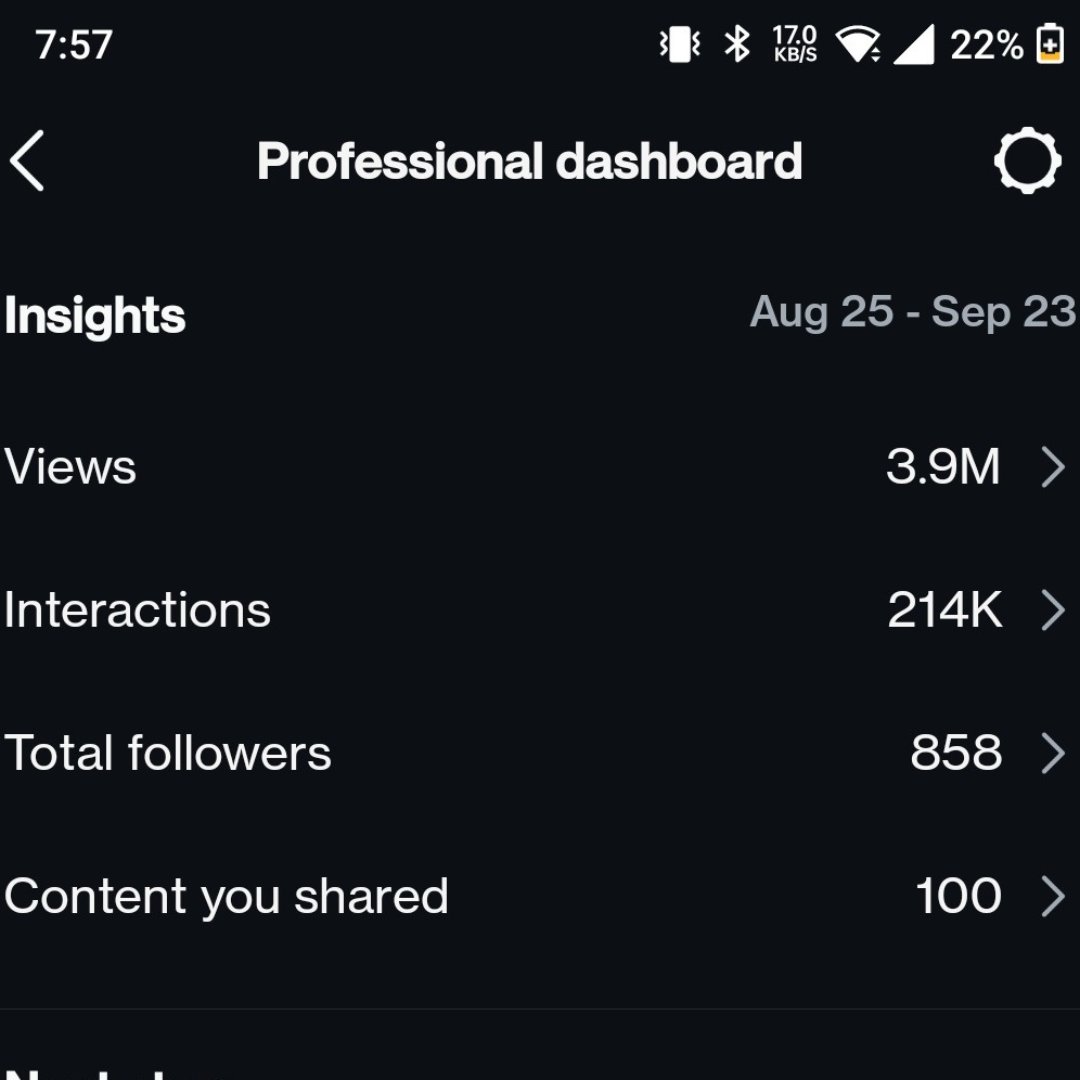 7:57 17.0 KB/S 22%
Professional dashboard
Insights Aug 25 - Sep 23
Views 3.9M
Interactions 214K
Total followers 858
Content you shared 100